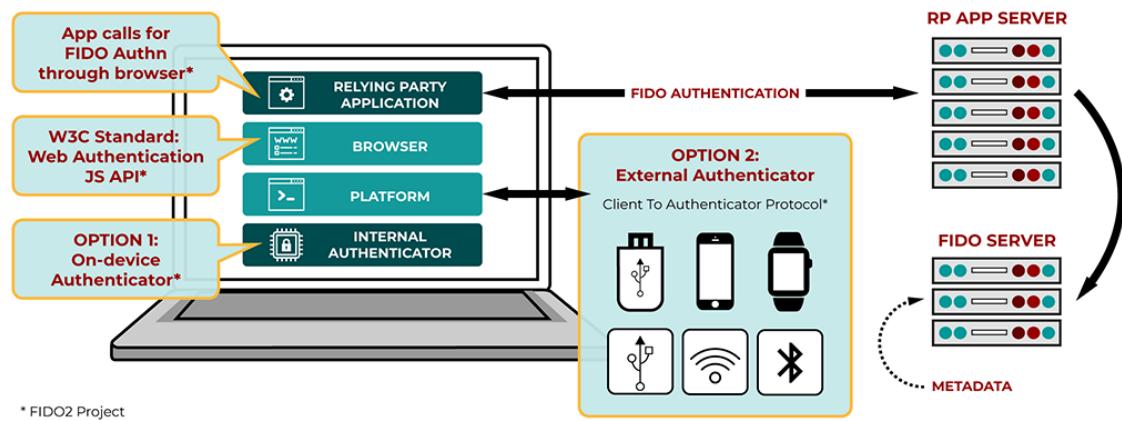 App calls for
FIDO Authn
through browser*
W3C Standard:
Web Authentication
JS API*
OPTION 1:
On-device
Authenticator*
RELYING PARTY
APPLICATION
WWW
BROWSER
PLATFORM
INTERNAL
AUTHENTICATOR
FIDO AUTHENTICATION
OPTION 2:
External Authenticator
Client To Authenticator Protocol*
RP APP SERVER
FIDO SERVER
METADATA
* FIDO2 Project